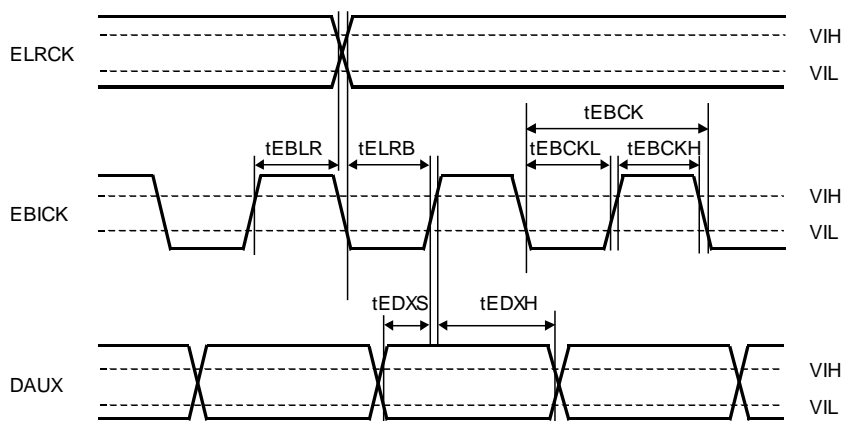 ELRCK
VIH
VIL
tEBCK
tEBLR
tELRB
tEBCKL
tEBCKH
EBICK
VIH
VIL
tEDXS
tEDXH
DAUX
VIH
VIL